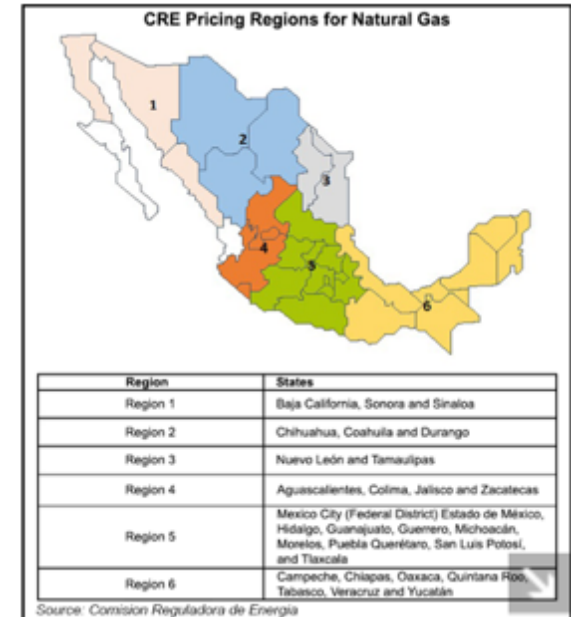 CRE Pricing Regions for Natural Gas
1
2
3
4
5
6
Region States
Region 1 Baja California, Sonora and Sinaloa
Region 2 Chihuahua, Coahuila and Durango
Region 3 Nuevo León and Tamaulipas
Region 4 Aguascalientes, Colima, Jalisco and Zacatecas
Region 5 Mexico City (Federal District) Estado de México,
Hidalgo, Guanajuato, Guerrero, Michoacán,
Morelos, Puebla Querétaro, San Luis Potosí,
and Tlaxcala
Region 6 Campeche, Chiapas, Oaxaca, Quintana Roo,
Tabasco, Veracruz and Yucatán
Source: Comision Reguladora de Energia